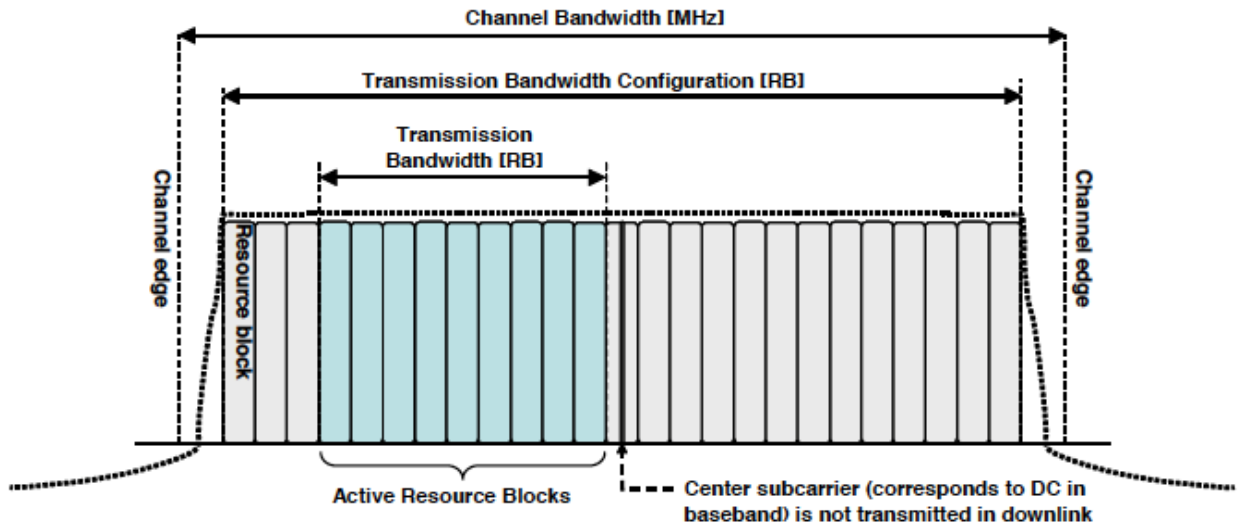 Channel Bandwidth [MHz]
Transmission Bandwidth Configuration [RB]
Transmission
Bandwidth [RB]
Channel edge
Channel edge
Resource block
Active Resource Blocks
Center subcarrier (corresponds to DC in
baseband) is not transmitted in downlink